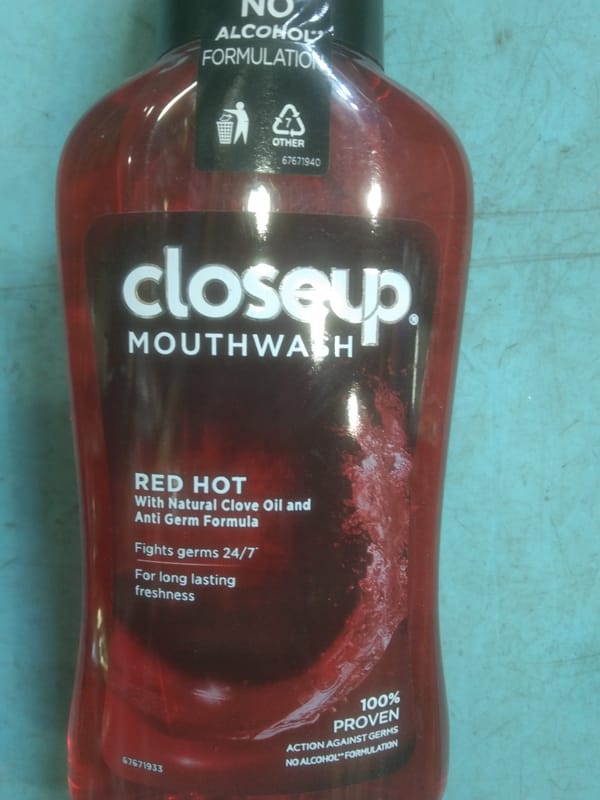 NO
ALCOHOL**
FORMULATION
7
OTHER
67671940
closeup®
MOUTHWASH
RED HOT
With Natural Clove Oil and
Anti Germ Formula
Fights germs 24/7*
For long lasting
freshness
100%
PROVEN
ACTION AGAINST GERMS
NO ALCOHOL** FORMULATION
67671933